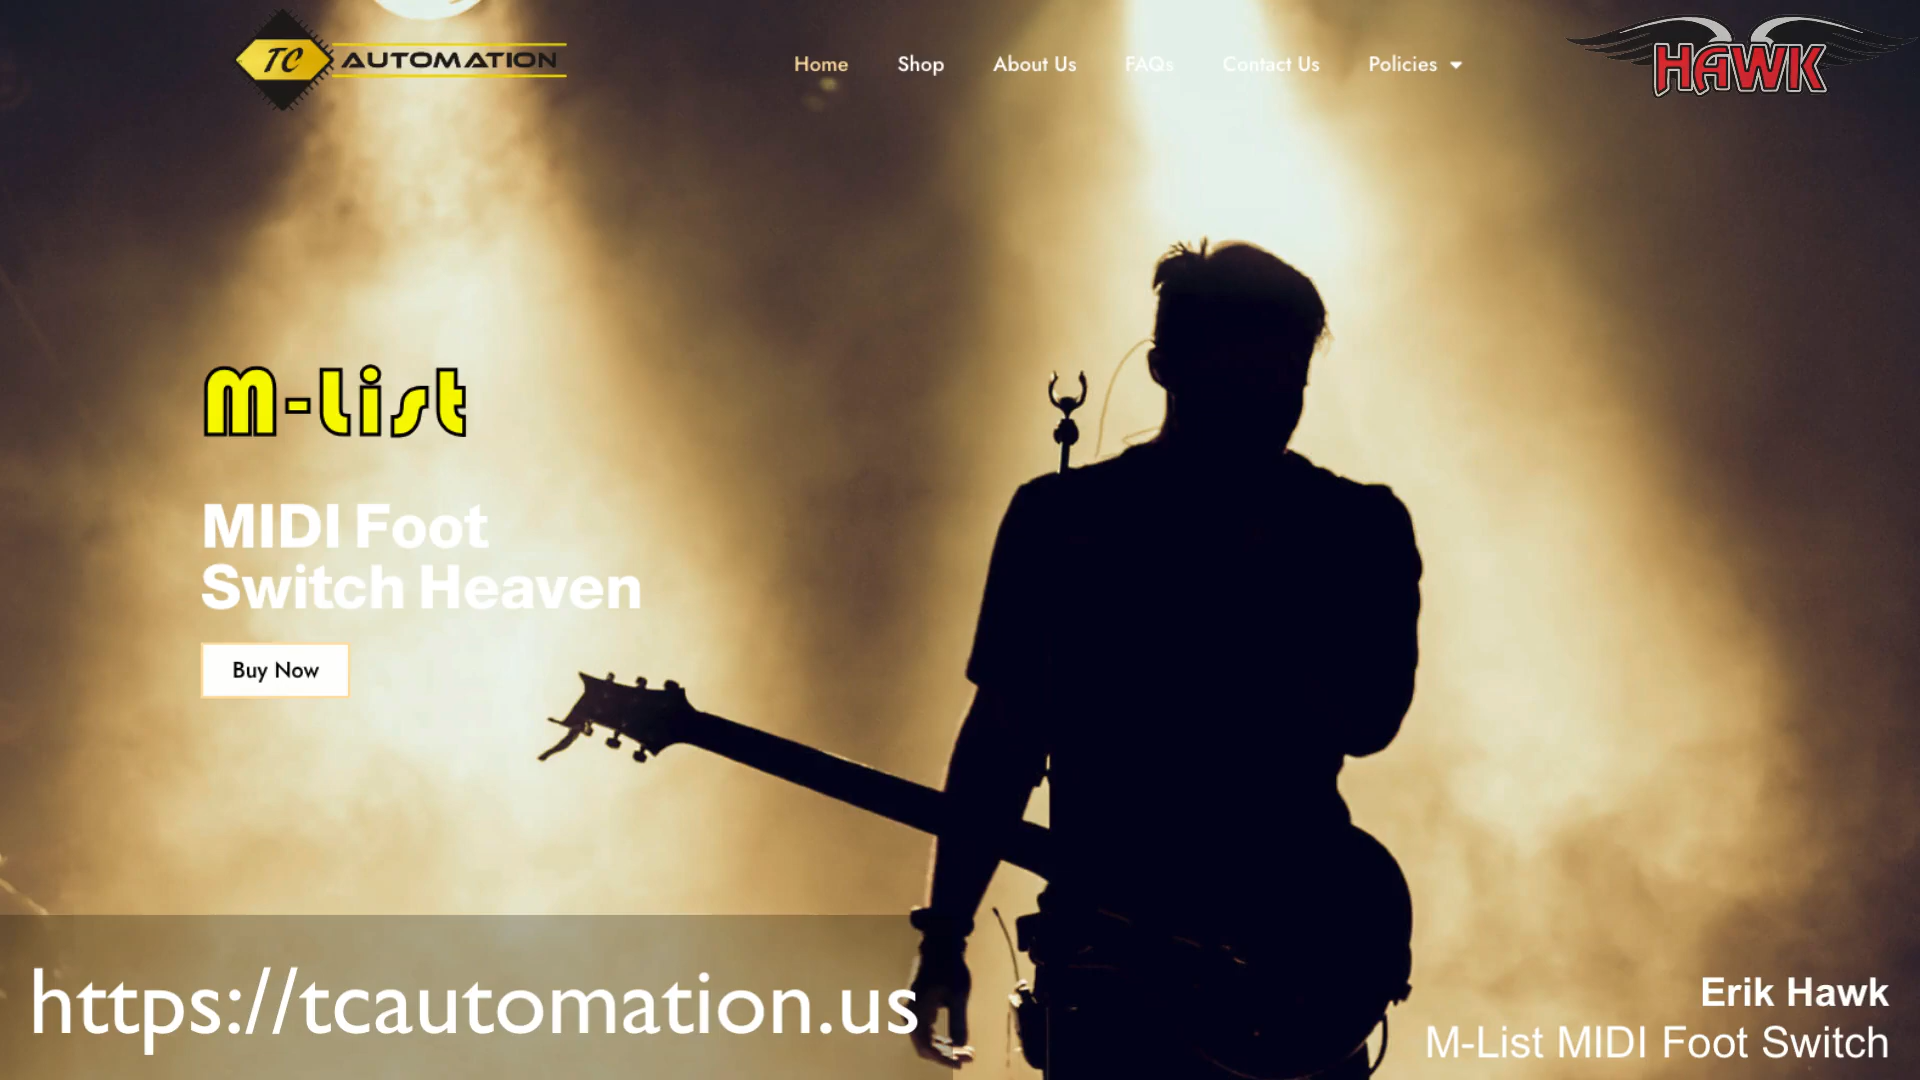 TC AUTOMATION
Home Shop About Us FAQs Contact Us Policies
HAWK
M-List
MIDI Foot
Switch Heaven
Buy Now
https://tcautomation.us
Erik Hawk
M-List MIDI Foot Switch